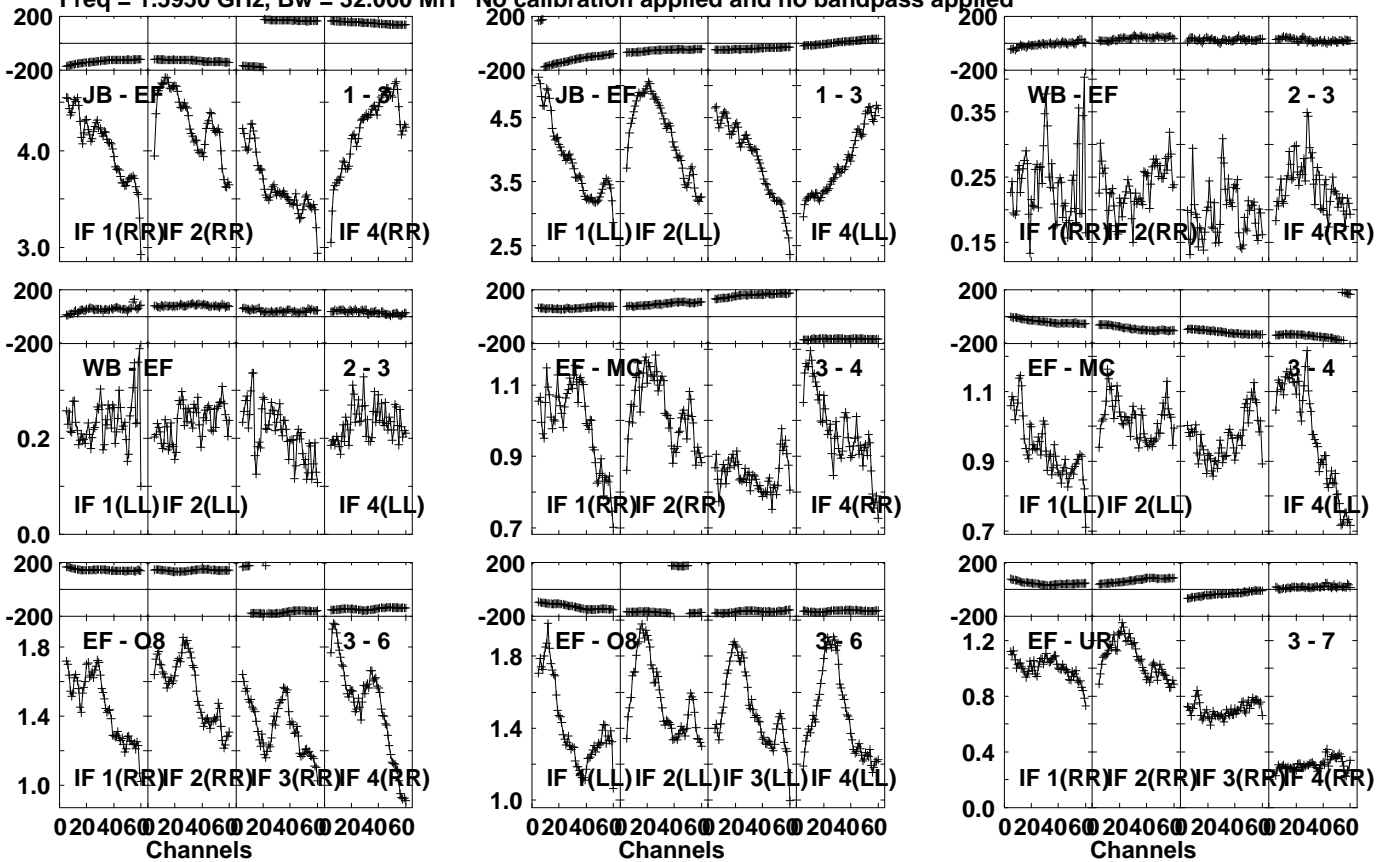 Freq = 1.5950 GHz, Bw = 32.000 MH No calibration applied and no bandpass applied
200 200 200
-200 -200 -200
JB - EF 1 - 3 JB - EF 1 - 3 WB - EF 2 - 3
4.0 4.5 0.35
3.5 0.25
3.0 2.5 0.15
IF 1(RR) IF 2(RR) IF 4(RR) IF 1(LL) IF 2(LL) IF 4(LL) IF 1(RR) IF 2(RR) IF 4(RR)
200 200 200
-200 -200 -200
WB - EF 2 - 3 EF - MC 3 - 4 EF - MC 3 - 4
1.1 1.1
0.2 0.9 0.9
0.0 0.7 0.7
IF 1(LL) IF 2(LL) IF 4(LL) IF 1(RR) IF 2(RR) IF 4(RR) IF 1(LL) IF 2(LL) IF 4(LL)
200 200 200
-200 -200 -200
EF - O8 3 - 6 EF - O8 3 - 6 EF - UR 3 - 7
1.8 1.8 1.2
1.4 1.4 0.8
0.4
1.0 1.0 0.0
IF 1(RR) IF 2(RR) IF 3(RR) IF 4(RR) IF 1(LL) IF 2(LL) IF 3(LL) IF 4(LL) IF 1(RR) IF 2(RR) IF 3(RR) IF 4(RR)
0 20 40 60 0 20 40 60 0 20 40 60 0 20 40 60 0 20 40 60 0 20 40 60 0 20 40 60 0 20 40 60 0 20 40 60 0 20 40 60 0 20 40 60 0 20 40 60
Channels Channels Channels